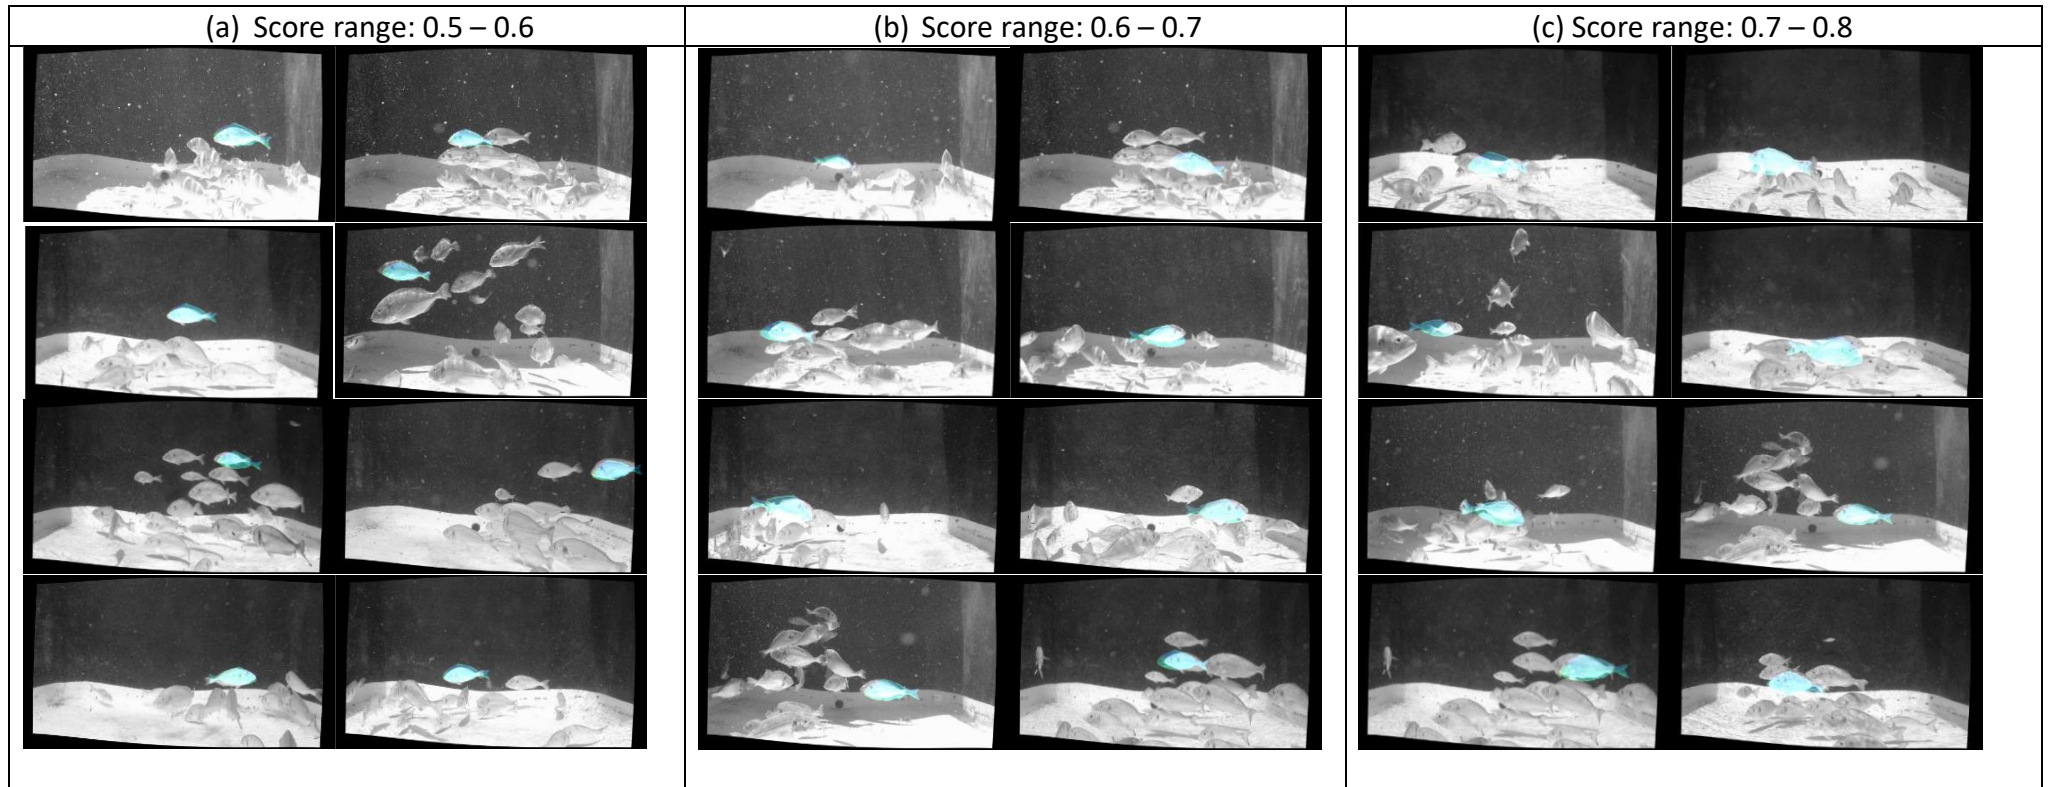 (a) Score range: 0.5 – 0.6
(b) Score range: 0.6 – 0.7
(c) Score range: 0.7 – 0.8